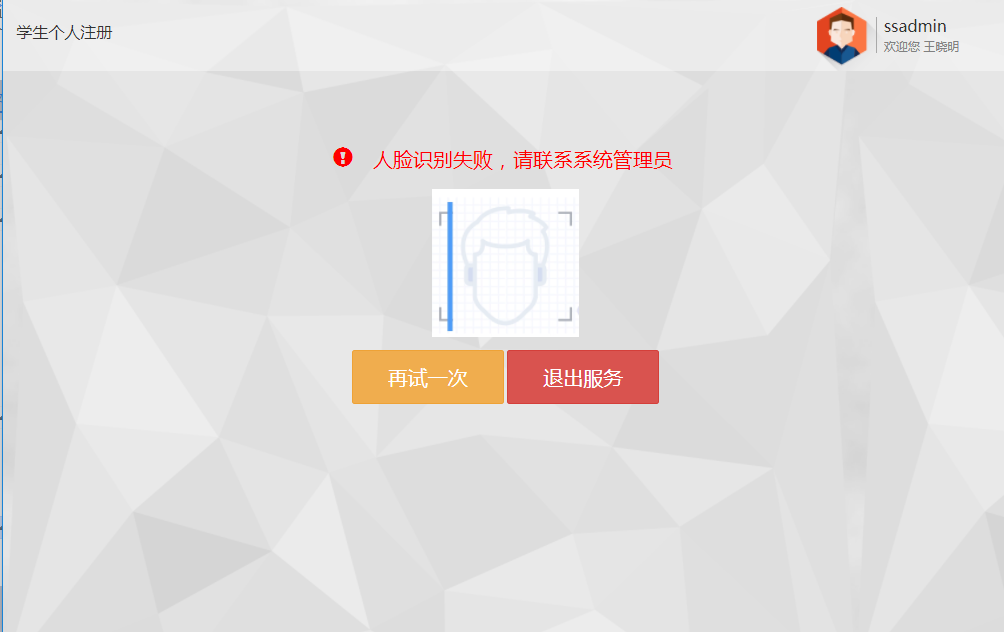 学生个人注册
ssadmin
欢迎您 王晓明
人脸识别失败，请联系系统管理员
再试一次
退出服务